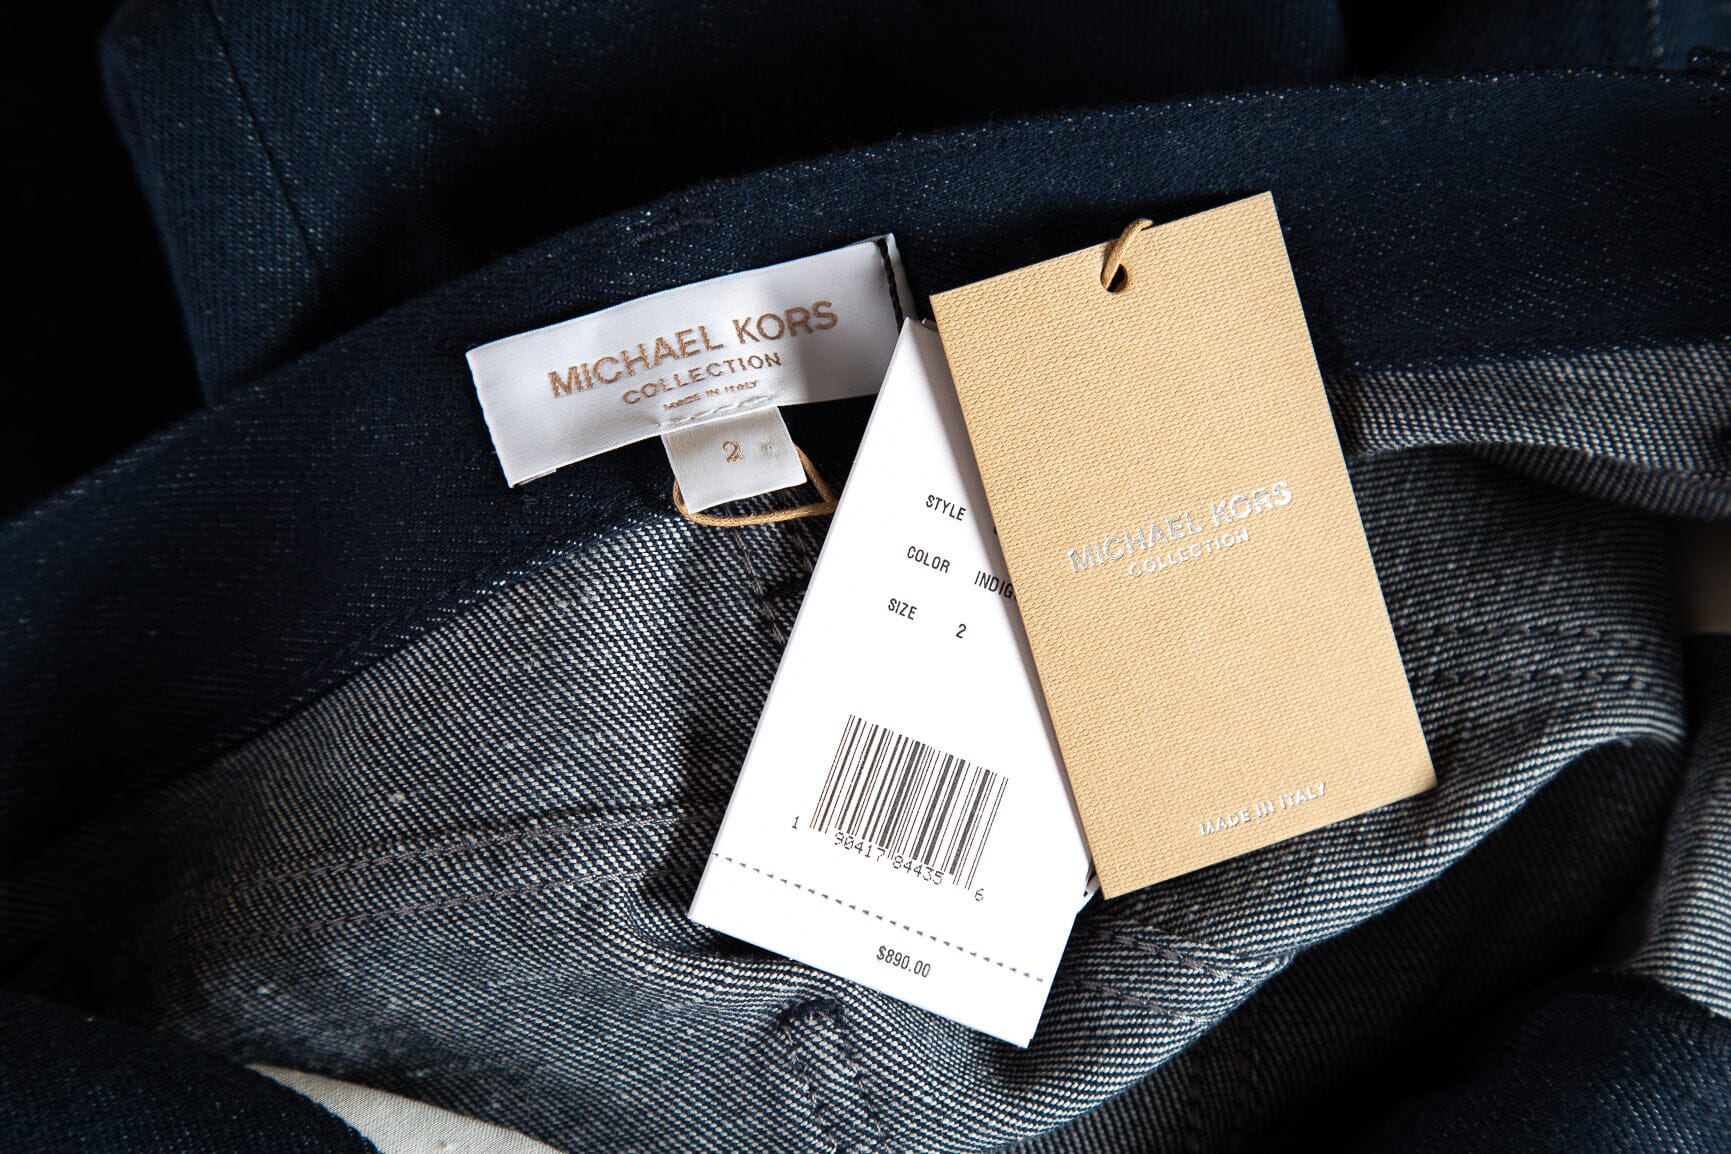 MICHAEL KORS
COLLECTION
MADE IN ITALY
2
STYLE
COLOR INDIG
SIZE 2
1 90417 84435 6
$890.00
MICHAEL KORS
COLLECTION
MADE IN ITALY